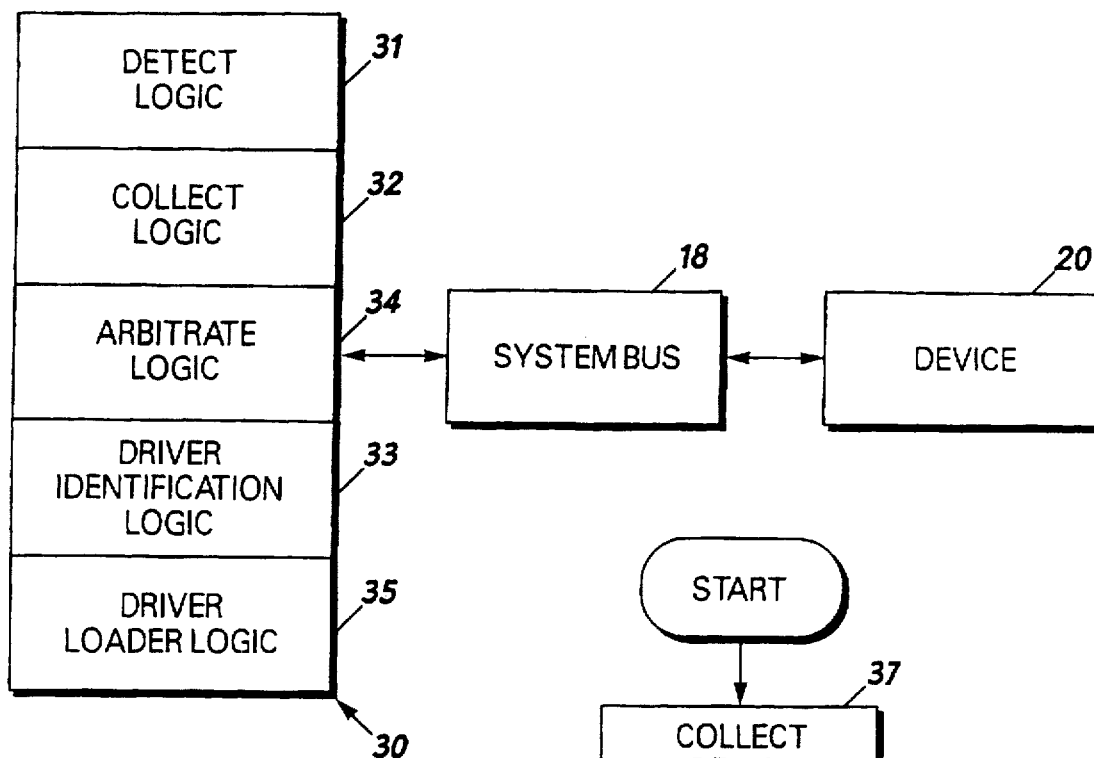 DETECT
LOGIC
31
COLLECT
LOGIC
32
ARBITRATE
LOGIC
34
DRIVER
IDENTIFICATION
LOGIC
33
DRIVER
LOADER LOGIC
35
30
SYSTEM BUS
18
DEVICE
20
START
37
COLLECT